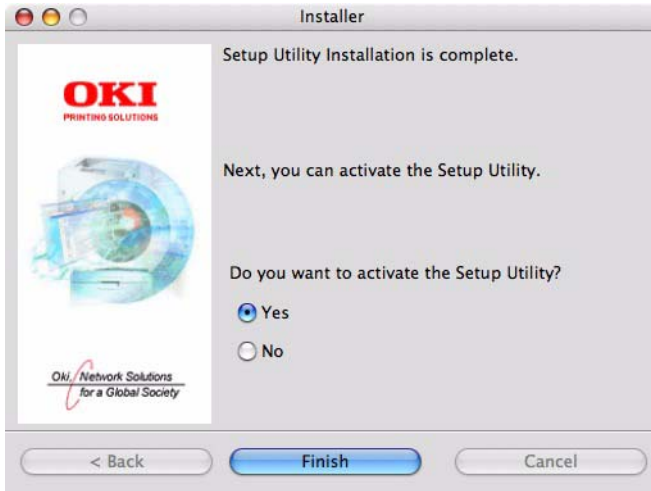 Installer
Setup Utility Installation is complete.
OKI
PRINTING SOLUTIONS
Next, you can activate the Setup Utility.
Do you want to activate the Setup Utility?
Yes
No
Oki, Network Solutions
for a Global Society
< Back
Finish
Cancel